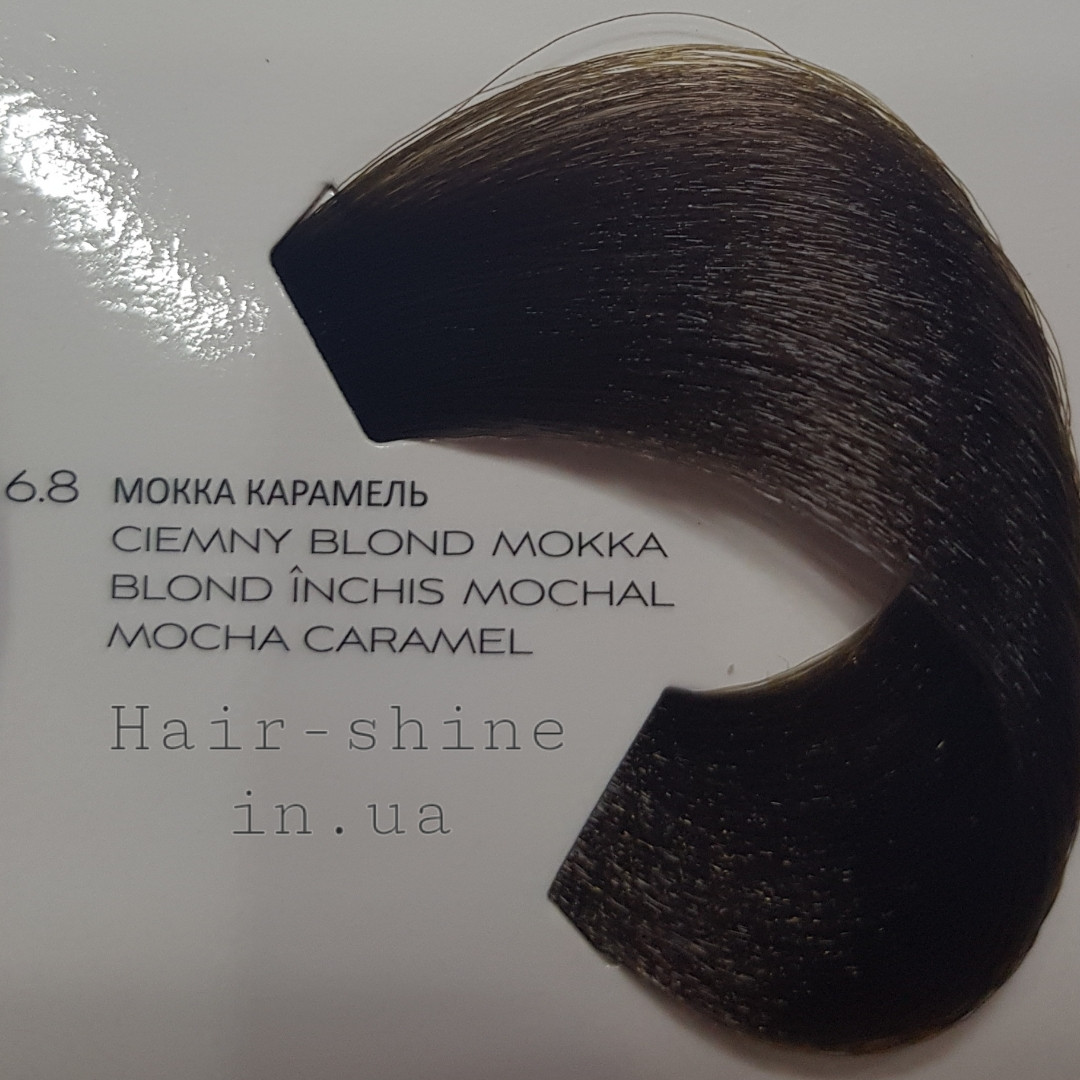 6.8 МОККА КАРАМЕЛЬ
CIEMNY BLOND MOKKA
BLOND ÎNCHIS MOCHAL
MOCHA CARAMEL
Hair-shine
in.ua